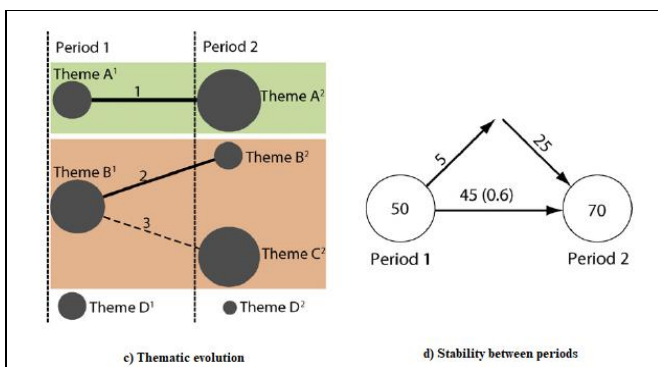 Period 1
Period 2
Theme A¹
1
Theme A²
Theme B¹
2
Theme B²
3
Theme C²
Theme D¹
Theme D²
c) Thematic evolution
5
25
50
45 (0.6)
70
Period 1
Period 2
d) Stability between periods